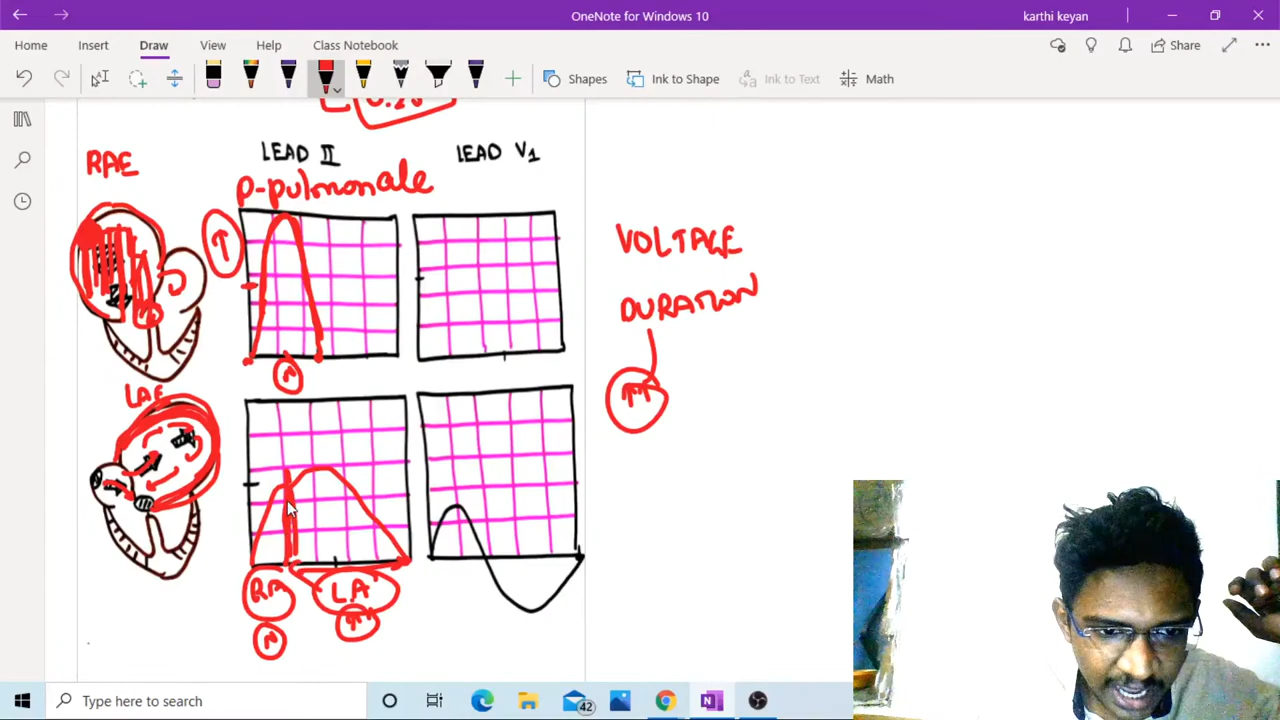 OneNote for Windows 10
karthi keyan
Home Insert Draw View Help Class Notebook
Share
Shapes Ink to Shape Ink to Text Math
LEAD II LEAD V1
RAE
P-pulmonale
VOLTAGE
DURATION
LAE
RA LA
Type here to search
42